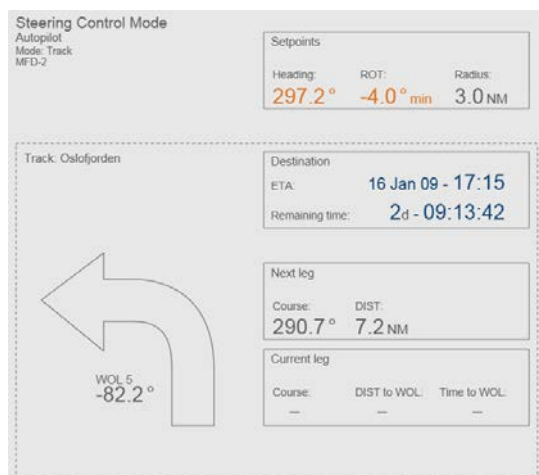 Steering Control Mode
Autopilot
Mode: Track
MFD-2
Setpoints
Heading: ROT: Radius:
297.2° -4.0° min 3.0 NM
Track: Oslofjorden
Destination
ETA: 16 Jan 09 - 17:15
Remaining time: 2d - 09:13:42
Next leg
Course: DIST:
290.7° 7.2 NM
WOL 5
-82.2°
Current leg
Course: DIST to WOL: Time to WOL:
– – –